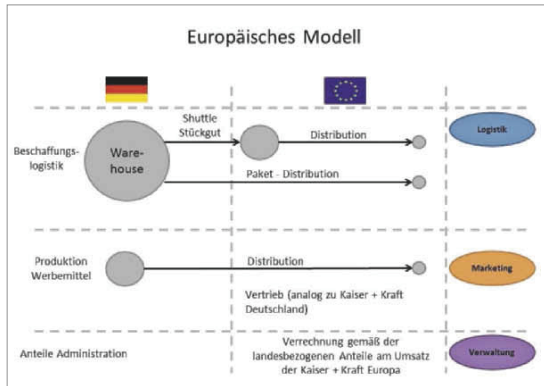 Europäisches Modell
Shuttle
Stückgut
Distribution
Logistik
Beschaffungs-
logistik
Ware-
house
Paket - Distribution
Produktion
Werbemittel
Distribution
Marketing
Vertrieb (analog zu Kaiser + Kraft
Deutschland)
Anteile Administration
Verrechnung gemäß der
landesbezogenen Anteile am Umsatz
der Kaiser + Kraft Europa
Verwaltung